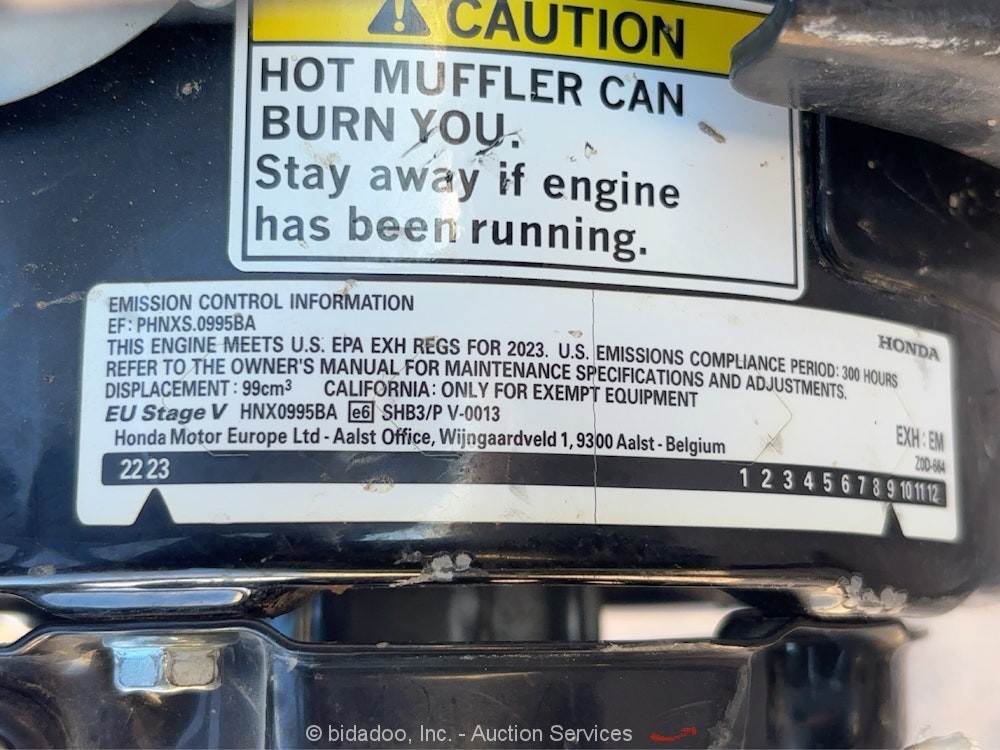 CAUTION
HOT MUFFLER CAN
BURN YOU.
Stay away if engine
has been running.
EMISSION CONTROL INFORMATION
EF: PHNXS.0995BA
HONDA
THIS ENGINE MEETS U.S. EPA EXH REGS FOR 2023. U.S. EMISSIONS COMPLIANCE PERIOD: 300 HOURS
REFER TO THE OWNER'S MANUAL FOR MAINTENANCE SPECIFICATIONS AND ADJUSTMENTS.
DISPLACEMENT: 99cm³ CALIFORNIA: ONLY FOR EXEMPT EQUIPMENT
EU Stage V HNX0995BA e6 SHB3/P V-0013
Honda Motor Europe Ltd - Aalst Office, Wijngaardveld 1, 9300 Aalst - Belgium
EXH: EM
Z0D-664
22 23
1 2 3 4 5 6 7 8 9 10 11 12
© bidadoo, Inc. - Auction Services